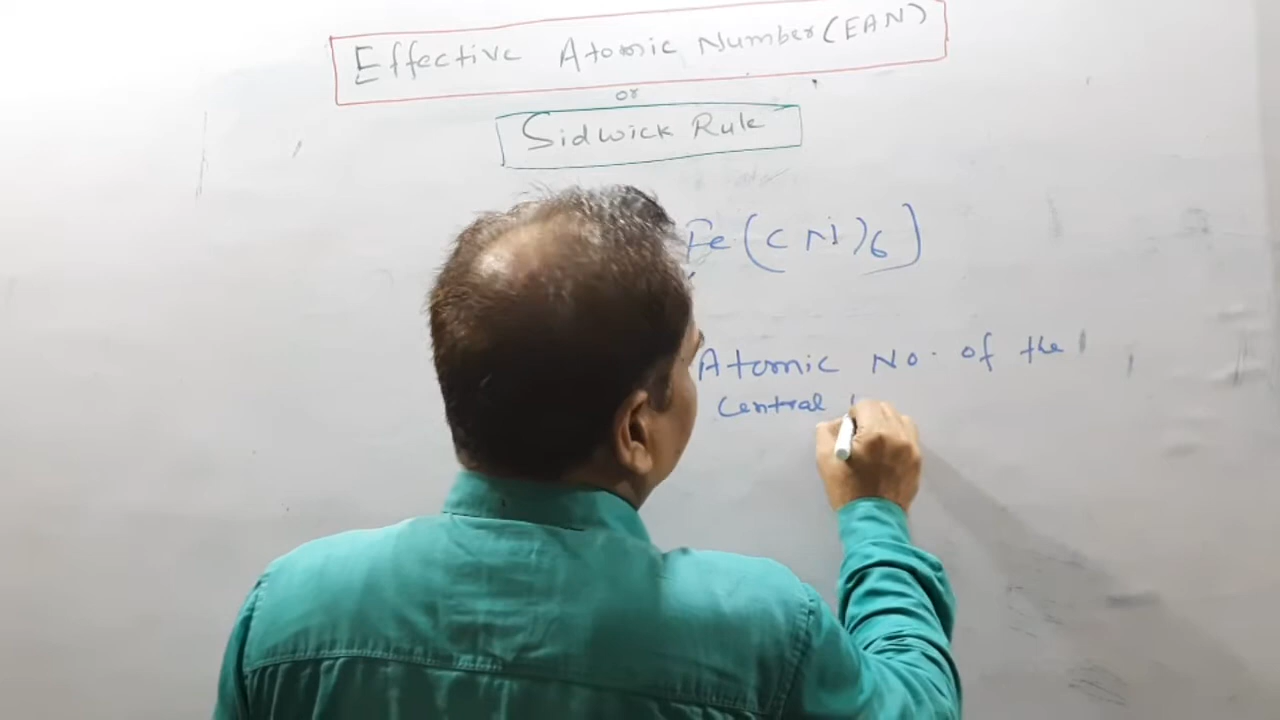 Effective Atomic Number (EAN)
or
Sidwick Rule
Fe(CN)6]
Atomic No. of the
Central